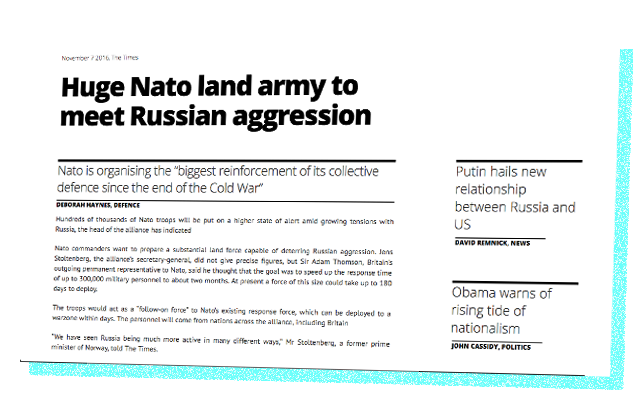 November 7 2016, The Times
Huge Nato land army to
meet Russian aggression
Nato is organising the "biggest reinforcement of its collective
defence since the end of the Cold War"
DEBORAH HAYNES, DEFENCE
Hundreds of thousands of Nato troops will be put on a higher state of alert amid growing tensions with
Russia, the head of the alliance has indicated
Nato commanders want to prepare a substantial land force capable of deterring Russian aggression. Jens
Stoltenberg, the alliance's secretary-general, did not give precise figures, but Sir Adam Thomson, Britain's
outgoing permanent representative to Nato, said he thought that the goal was to speed up the response time
of up to 300,000 military personnel to about two months. At present a force of this size could take up to 180
days to deploy.
The troops would act as a "follow-on force" to Nato's existing response force, which can be deployed to a
warzone within days. The personnel will come from nations across the alliance, including Britain
"We have seen Russia being much more active in many different ways," Mr Stoltenberg, a former prime
minister of Norway, told The Times.
Putin hails new
relationship
between Russia and
US
DAVID REMNICK, NEWS
Obama warns of
rising tide of
nationalism
JOHN CASSIDY, POLITICS